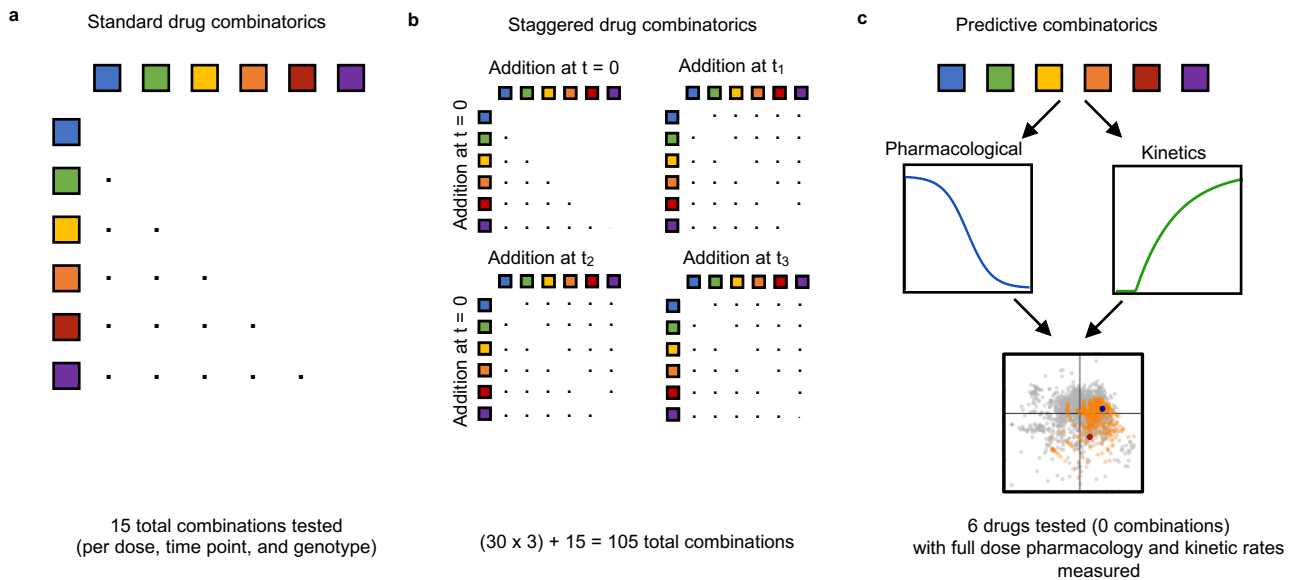 a
Standard drug combinatorics
15 total combinations tested
(per dose, time point, and genotype)
b
Staggered drug combinatorics
Addition at t = 0
Addition at t₁
Addition at t = 0
Addition at t₂
Addition at t₃
Addition at t = 0
(30 x 3) + 15 = 105 total combinations
c
Predictive combinatorics
Pharmacological
Kinetics
6 drugs tested (0 combinations)
with full dose pharmacology and kinetic rates
measured